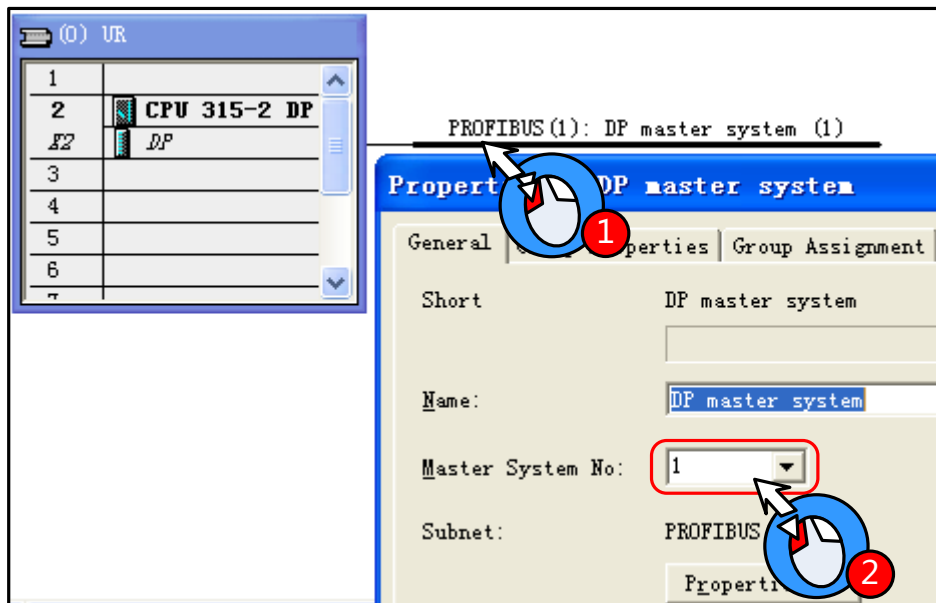 (0) UR
1
2 CPU 315-2 DP
X2 DP
3
4
5
6
7
PROFIBUS(1): DP master system (1)
Propert DP master system
1
General perties Group Assignment
Short DP master system
Name: DP master system
Master System No: 1
Subnet: PROFIBUS
Properti
2